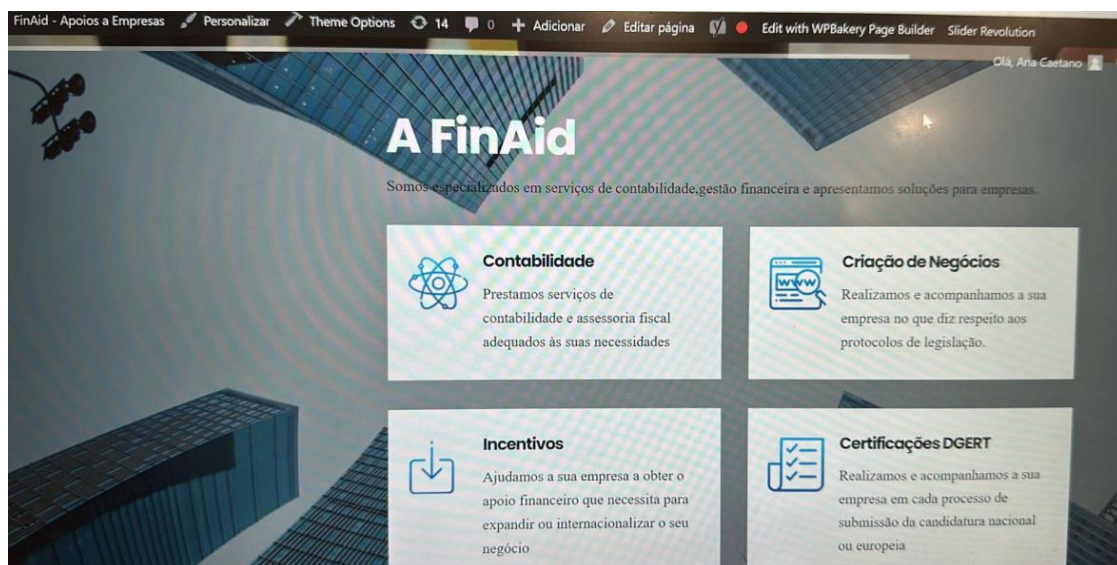 FinAid - Apoios a Empresas Personalizar Theme Options 14 0 + Adicionar Editar página Edit with WPBakery Page Builder Slider Revolution
Olá, Ana Caetano
A FinAid
Somos especializados em serviços de contabilidade,gestão financeira e apresentamos soluções para empresas.
Contabilidade
Prestamos serviços de
contabilidade e assessoria fiscal
adequados às suas necessidades
www
Criação de Negócios
Realizamos e acompanhamos a sua
empresa no que diz respeito aos
protocolos de legislação.
Incentivos
Ajudamos a sua empresa a obter o
apoio financeiro que necessita para
expandir ou internacionalizar o seu
negócio
Certificações DGERT
Realizamos e acompanhamos a sua
empresa em cada processo de
submissão da candidatura nacional
ou europeia